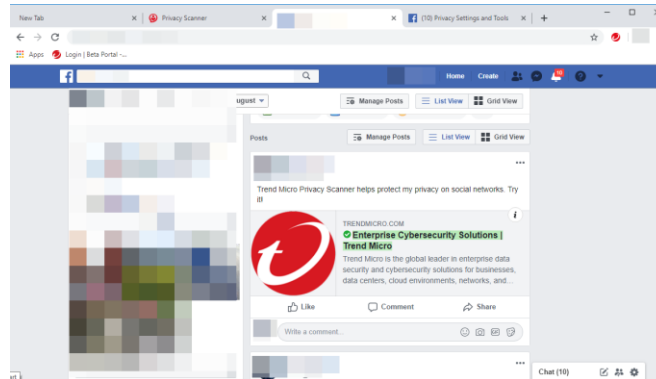 New Tab
Privacy Scanner
(10) Privacy Settings and Tools
Apps
Login | Beta Portal -...
Home
Create
ugust
Manage Posts
List View
Grid View
Posts
Manage Posts
List View
Grid View
Trend Micro Privacy Scanner helps protect my privacy on social networks. Try
it!
TRENDMICRO.COM
Enterprise Cybersecurity Solutions |
Trend Micro
Trend Micro is the global leader in enterprise data
security and cybersecurity solutions for businesses,
data centers, cloud environments, networks, and...
Like
Comment
Share
Write a comment...
GIF
Chat (10)